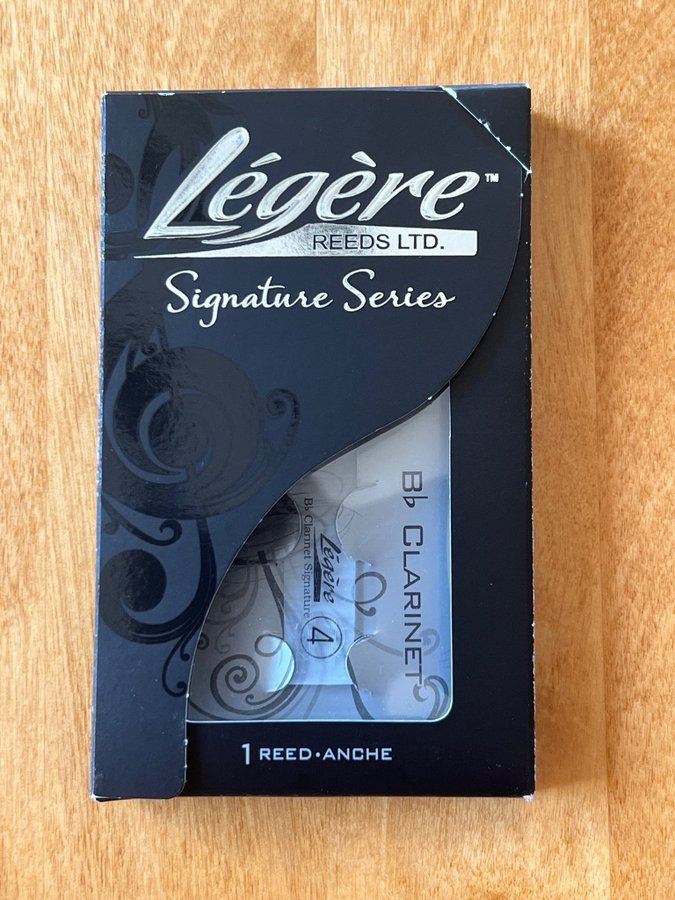 Légère™
REEDS LTD.
Signature Series
B♭ CLARINET
Légère
B♭ Clarinet Signature
4
1 REED•ANCHE